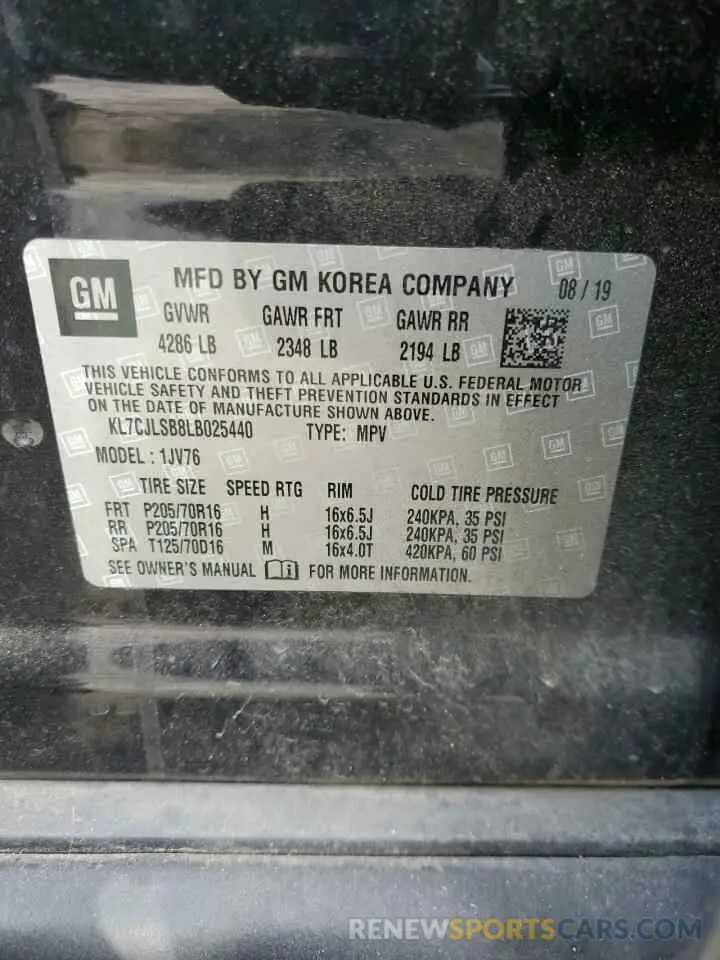 GM MFD BY GM KOREA COMPANY 08 / 19
GVWR GAWR FRT GAWR RR
4286 LB 2348 LB 2194 LB
THIS VEHICLE CONFORMS TO ALL APPLICABLE U.S. FEDERAL MOTOR
VEHICLE SAFETY AND THEFT PREVENTION STANDARDS IN EFFECT
ON THE DATE OF MANUFACTURE SHOWN ABOVE.
KL7CJLSB8LB025440 TYPE: MPV
MODEL : 1JV76
TIRE SIZE SPEED RTG RIM COLD TIRE PRESSURE
FRT P205/70R16 H 16x6.5J 240KPA, 35 PSI
RR P205/70R16 H 16x6.5J 240KPA, 35 PSI
SPA T125/70D16 M 16x4.0T 420KPA, 60 PSI
SEE OWNER'S MANUAL FOR MORE INFORMATION.
RENEWSPORTSCARS.COM